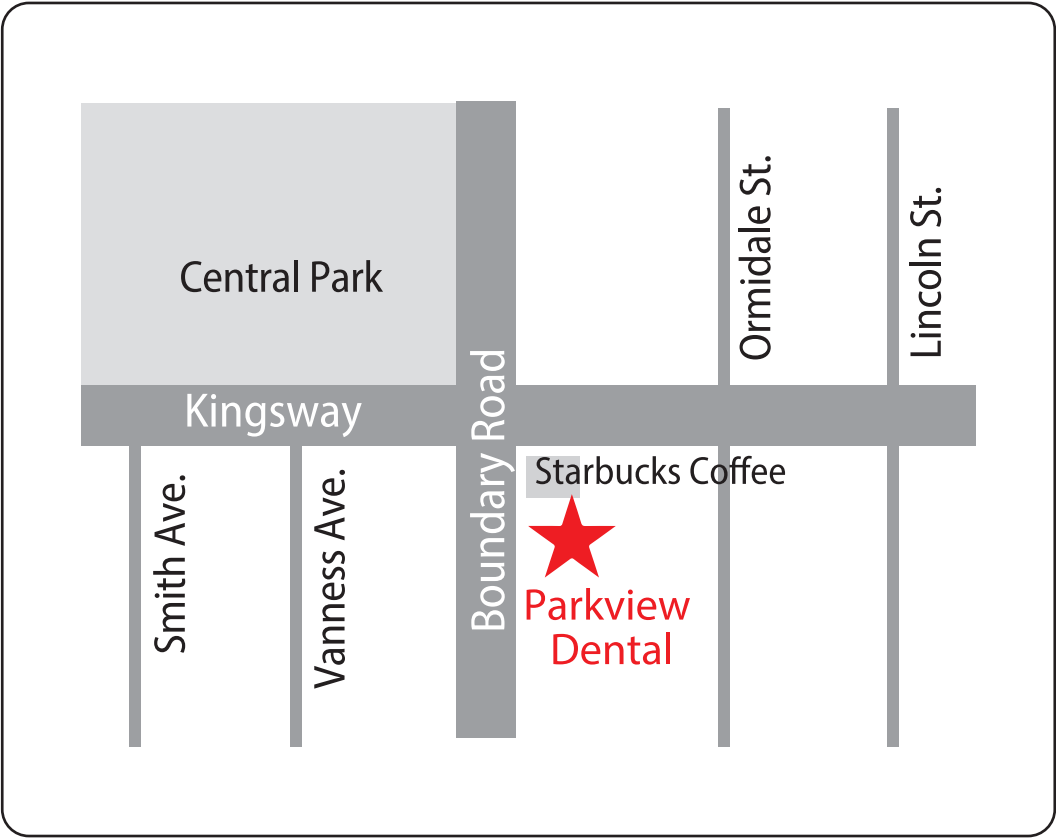 Central Park
Ormidale St.
Lincoln St.
Kingsway
Boundary Road
Starbucks Coffee
Smith Ave.
Vanness Ave.
Parkview
Dental